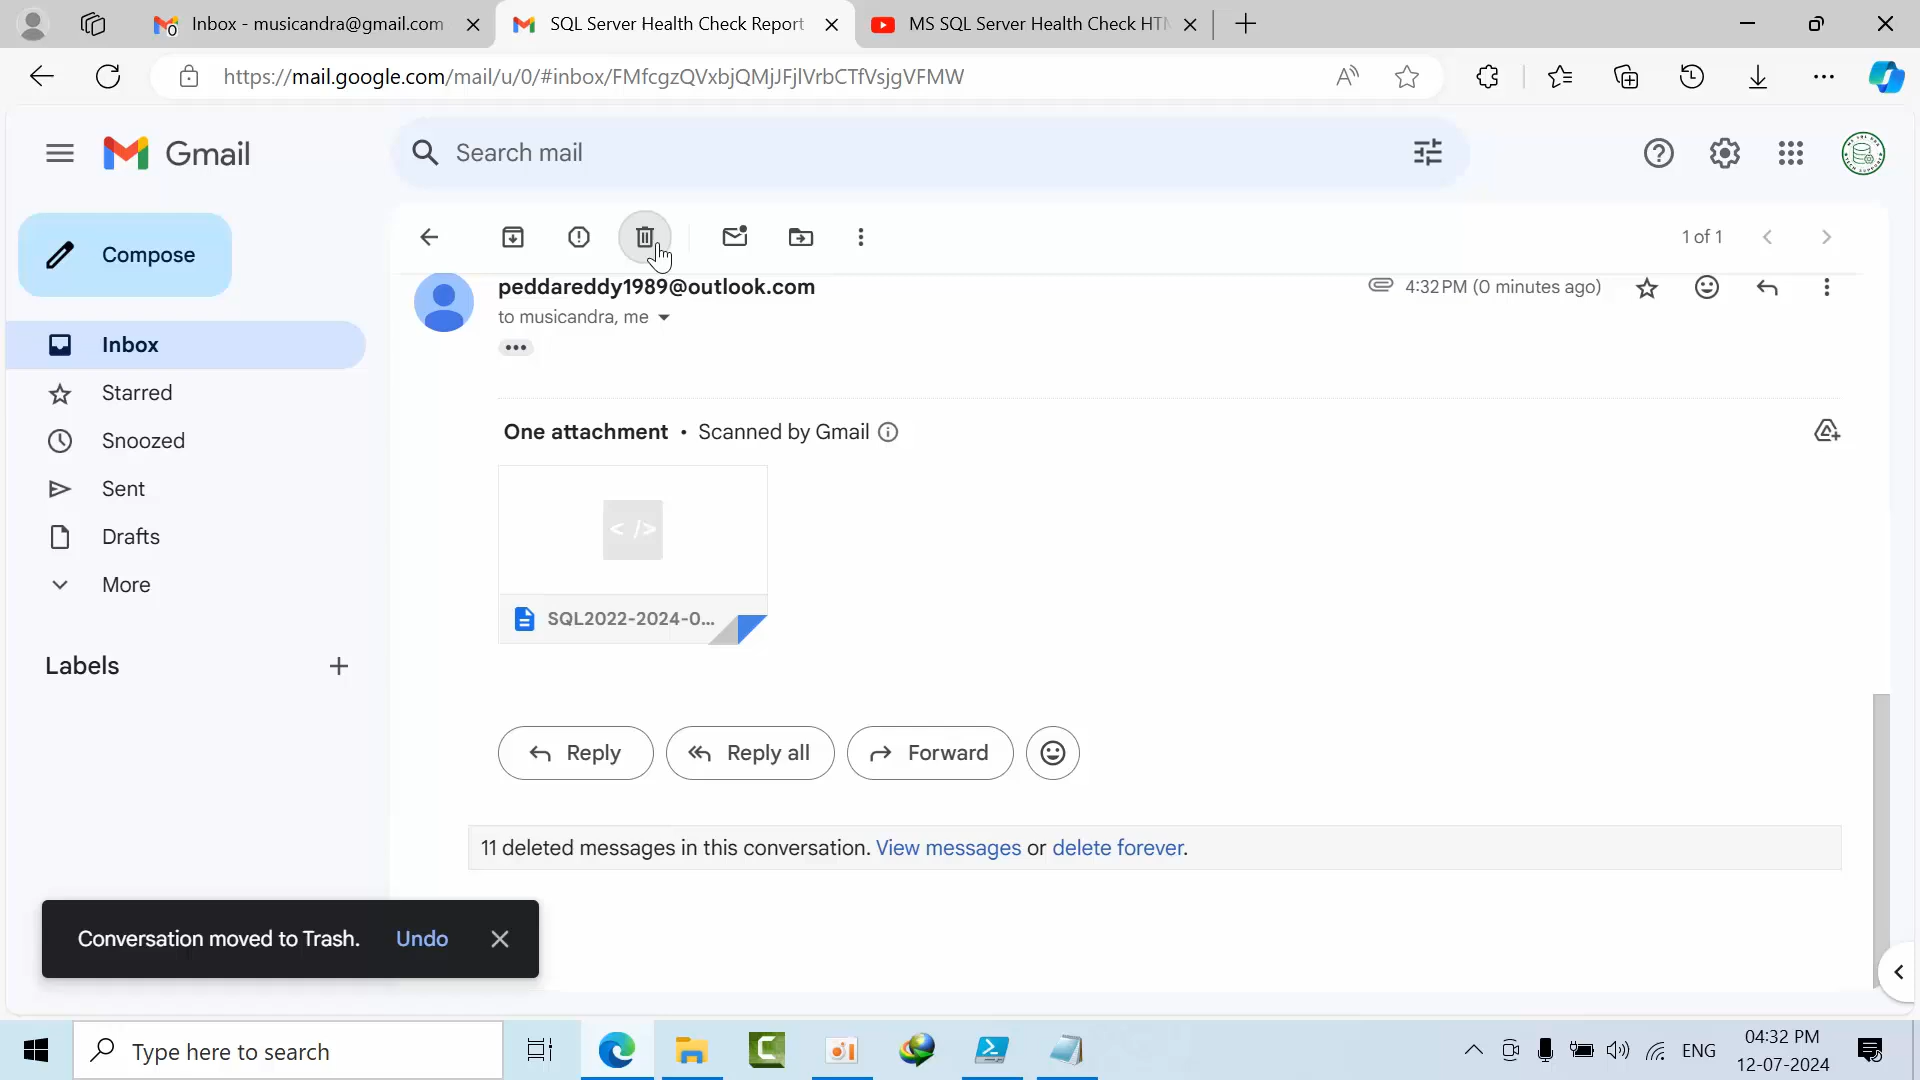 Inbox - musicandra@gmail.com
SQL Server Health Check Report
MS SQL Server Health Check HTM
https://mail.google.com/mail/u/0/#inbox/FMfcgzQVxbjQMjJFjlVrbCTfVsjgVFMW
Gmail
Search mail
Compose
1 of 1
peddareddy1989@outlook.com
4:32 PM (0 minutes ago)
to musicandra, me
Inbox
Starred
One attachment • Scanned by Gmail
Snoozed
Sent
Drafts
More
SQL2022-2024-0...
Labels
Reply
Reply all
Forward
11 deleted messages in this conversation. View messages or delete forever.
Conversation moved to Trash. Undo
Type here to search
ENG
04:32 PM
12-07-2024